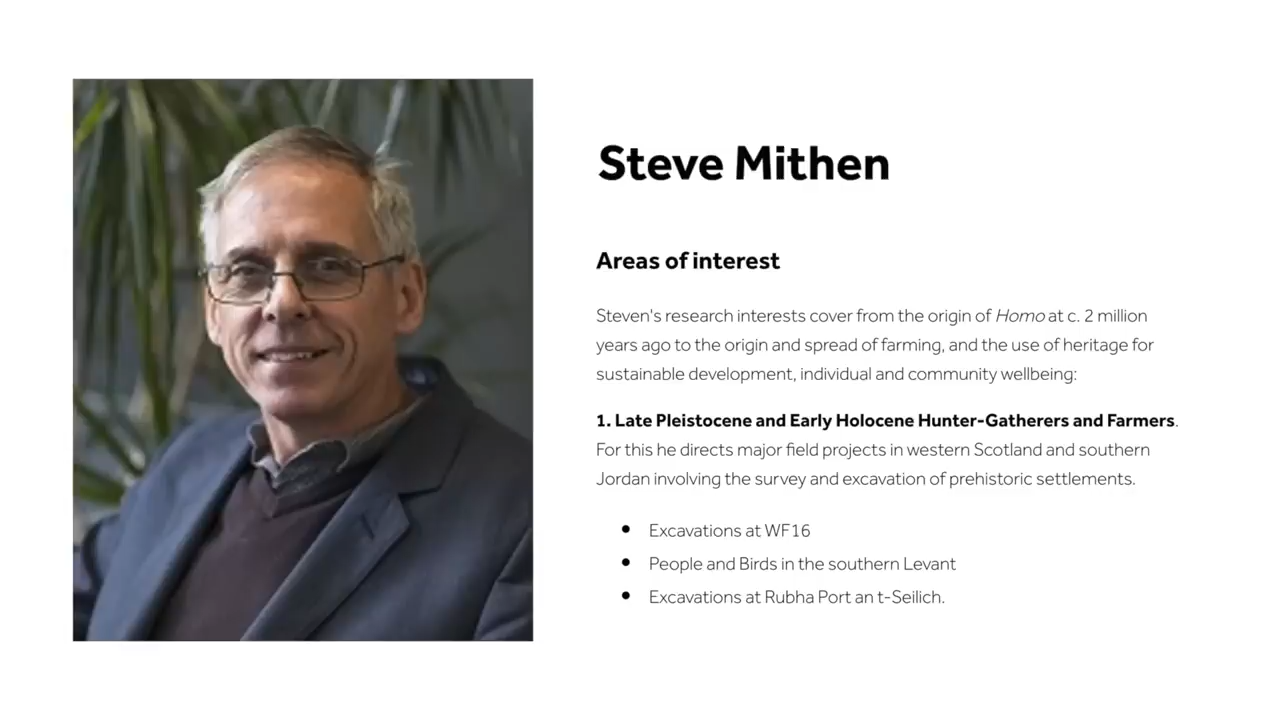 Steve Mithen
Areas of interest
Steven's research interests cover from the origin of Homo at c. 2 million
years ago to the origin and spread of farming, and the use of heritage for
sustainable development, individual and community wellbeing:
1. Late Pleistocene and Early Holocene Hunter-Gatherers and Farmers.
For this he directs major field projects in western Scotland and southern
Jordan involving the survey and excavation of prehistoric settlements.
● Excavations at WF16
● People and Birds in the southern Levant
● Excavations at Rubha Port an t-Seilich.